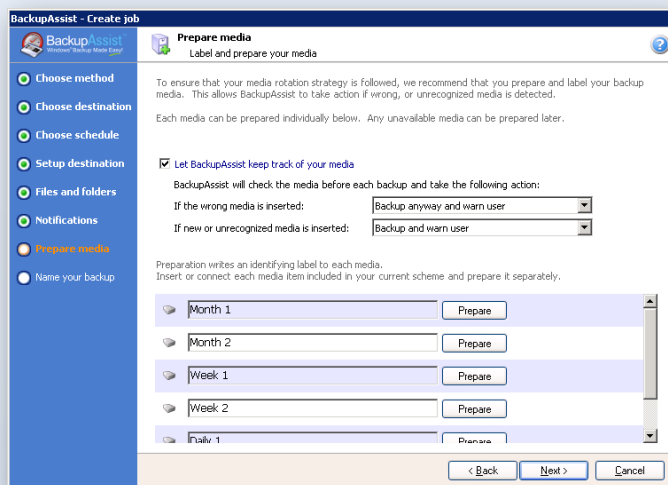 BackupAssist - Create job
BackupAssist
Windows Backup Made Easy!
Prepare media
Label and prepare your media
?
Choose method
Choose destination
Choose schedule
Setup destination
Files and folders
Notifications
Prepare media
Name your backup
To ensure that your media rotation strategy is followed, we recommend that you prepare and label your backup
media. This allows BackupAssist to take action if wrong, or unrecognized media is detected.
Each media can be prepared individually below. Any unavailable media can be prepared later.
Let BackupAssist keep track of your media
BackupAssist will check the media before each backup and take the following action:
If the wrong media is inserted: Backup anyway and warn user
If new or unrecognized media is inserted: Backup and warn user
Preparation writes an identifying label to each media.
Insert or connect each media item included in your current scheme and prepare it separately.
Month 1 Prepare
Month 2 Prepare
Week 1 Prepare
Week 2 Prepare
Daily 1 Prepare
< Back Next > Cancel